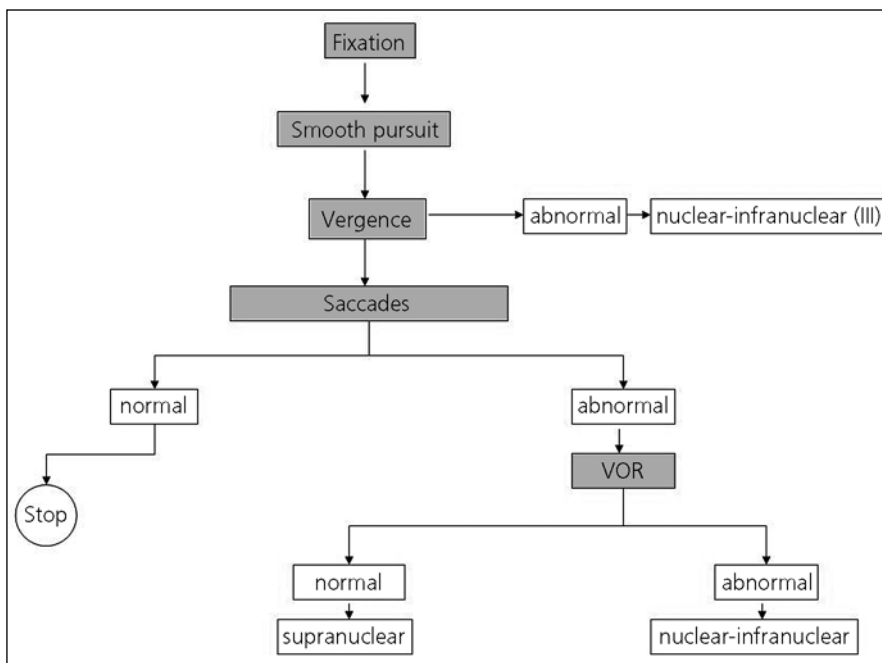 Fixation
Smooth pursuit
Vergence
abnormal
nuclear-infranuclear (III)
Saccades
normal
abnormal
VOR
Stop
normal
abnormal
supranuclear
nuclear-infranuclear